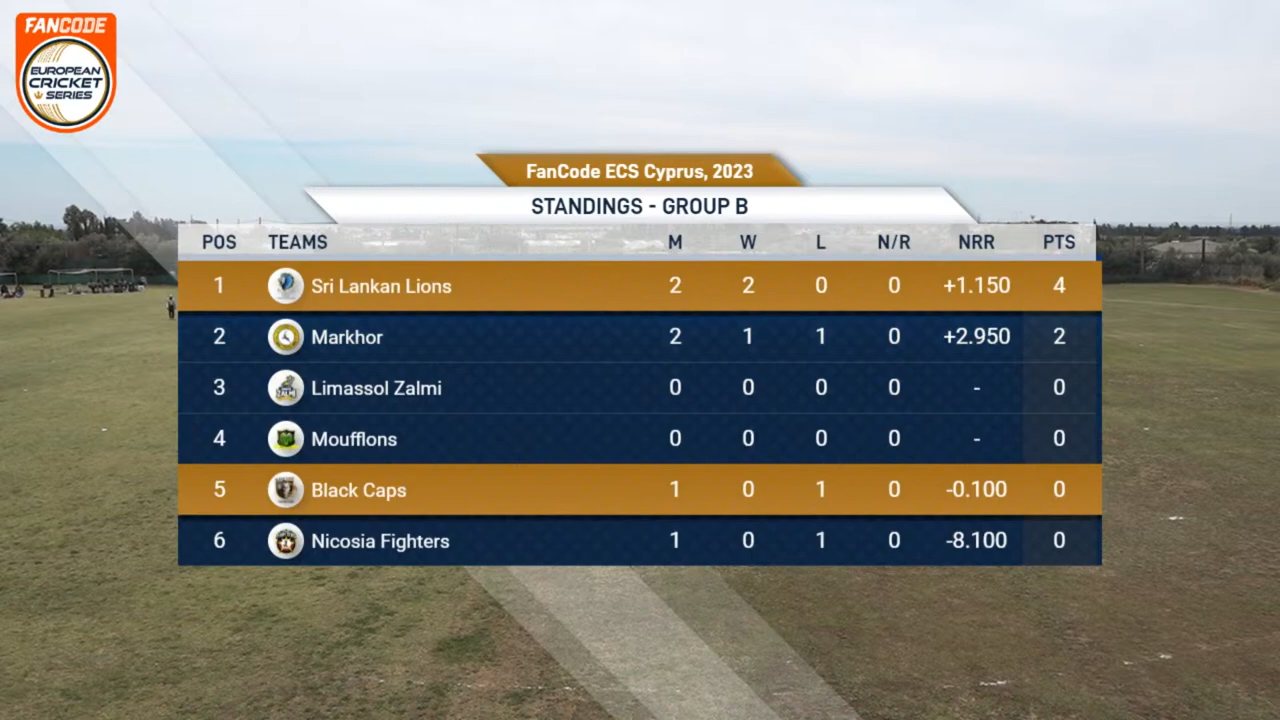 FANCODE
EUROPEAN
CRICKET
SERIES
FanCode ECS Cyprus, 2023
STANDINGS - GROUP B
POS TEAMS M W L N/R NRR PTS
1 Sri Lankan Lions 2 2 0 0 +1.150 4
2 Markhor 2 1 1 0 +2.950 2
3 Limassol Zalmi 0 0 0 0 - 0
4 Moufflons 0 0 0 0 - 0
5 Black Caps 1 0 1 0 -0.100 0
6 Nicosia Fighters 1 0 1 0 -8.100 0